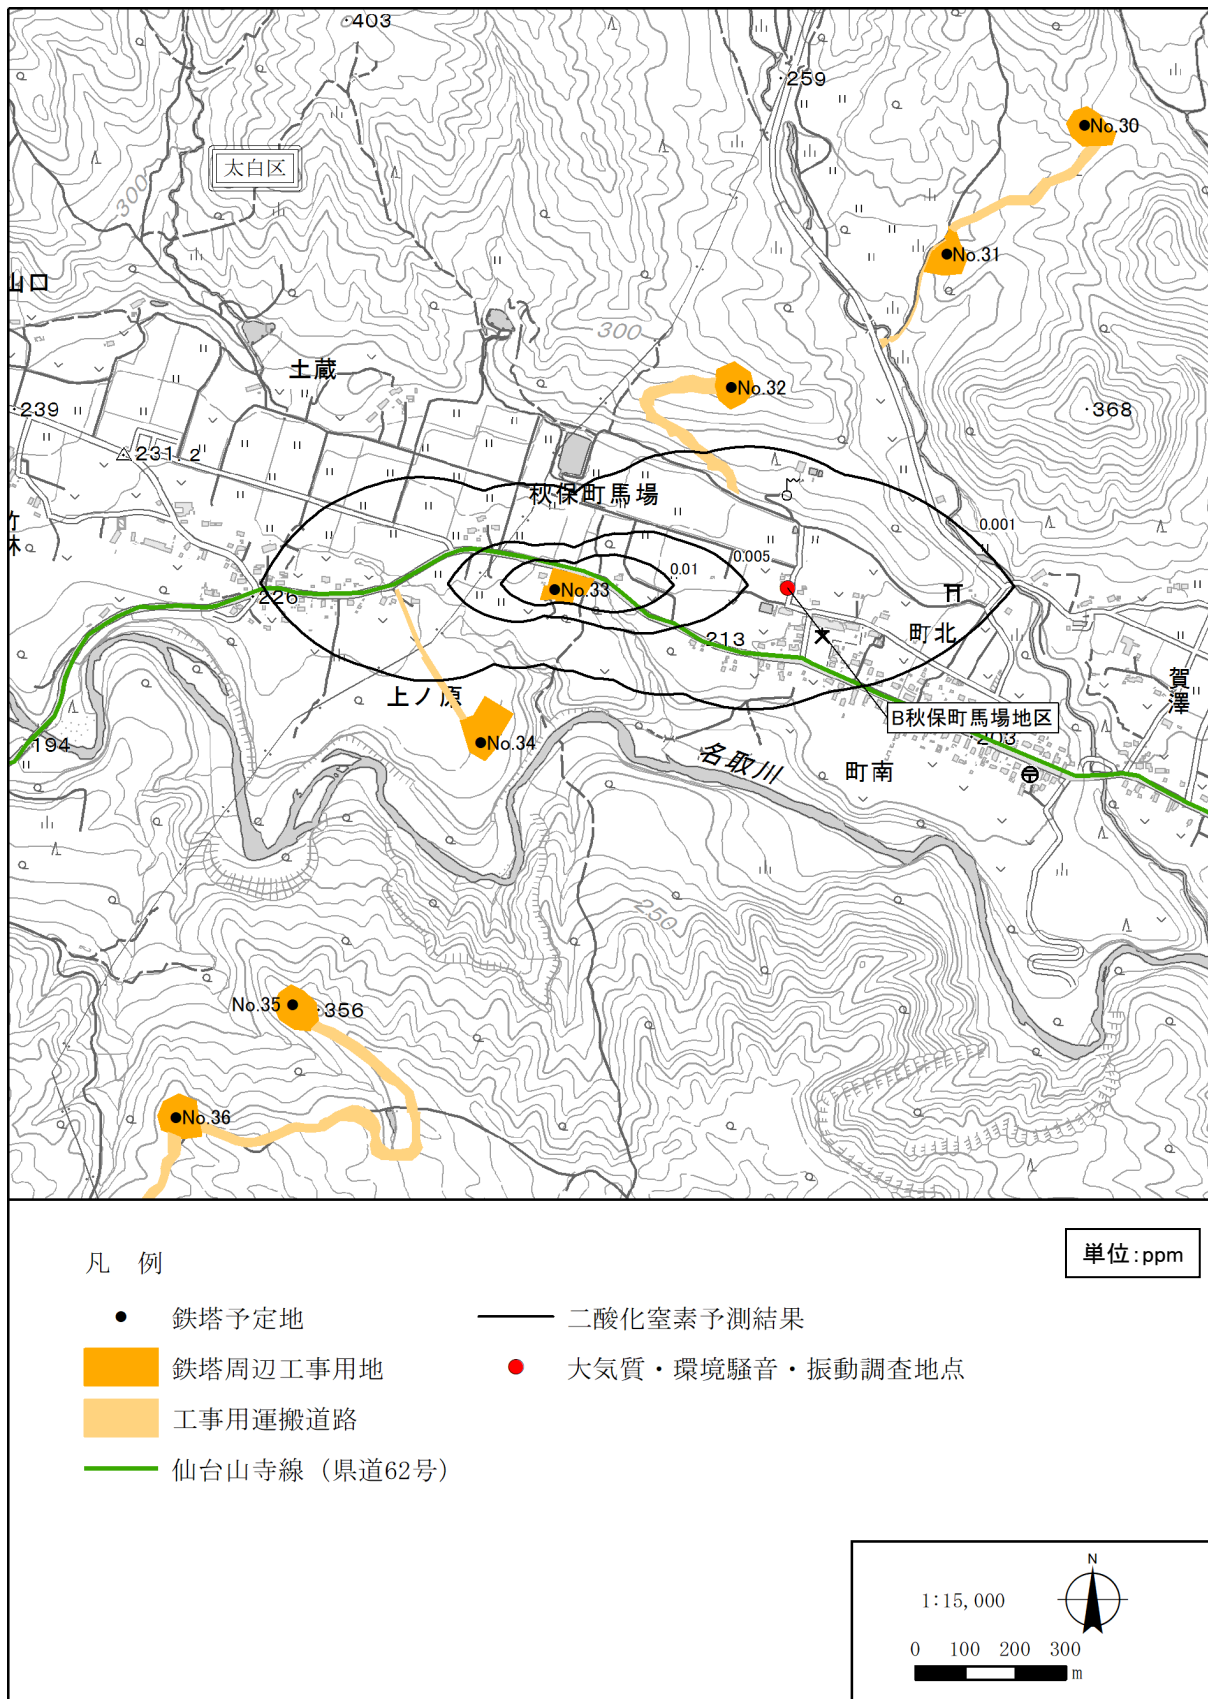 403
259
No.30
太白区
300
No.31
山口
300
土蔵
No.32
239
368
231.2
秋保町馬場
竹林
0.001
0.005
0.01
No.33
226
213
町北
賀澤
上ノ原
B秋保町馬場地区
194
No.34
203
名取川
町南
250
No.35
356
No.36
単位:ppm
凡 例
鉄塔予定地
二酸化窒素予測結果
鉄塔周辺工事用地
大気質・環境騒音・振動調査地点
工事用運搬道路
仙台山寺線（県道62号）
N
1:15,000
0 100 200 300
m